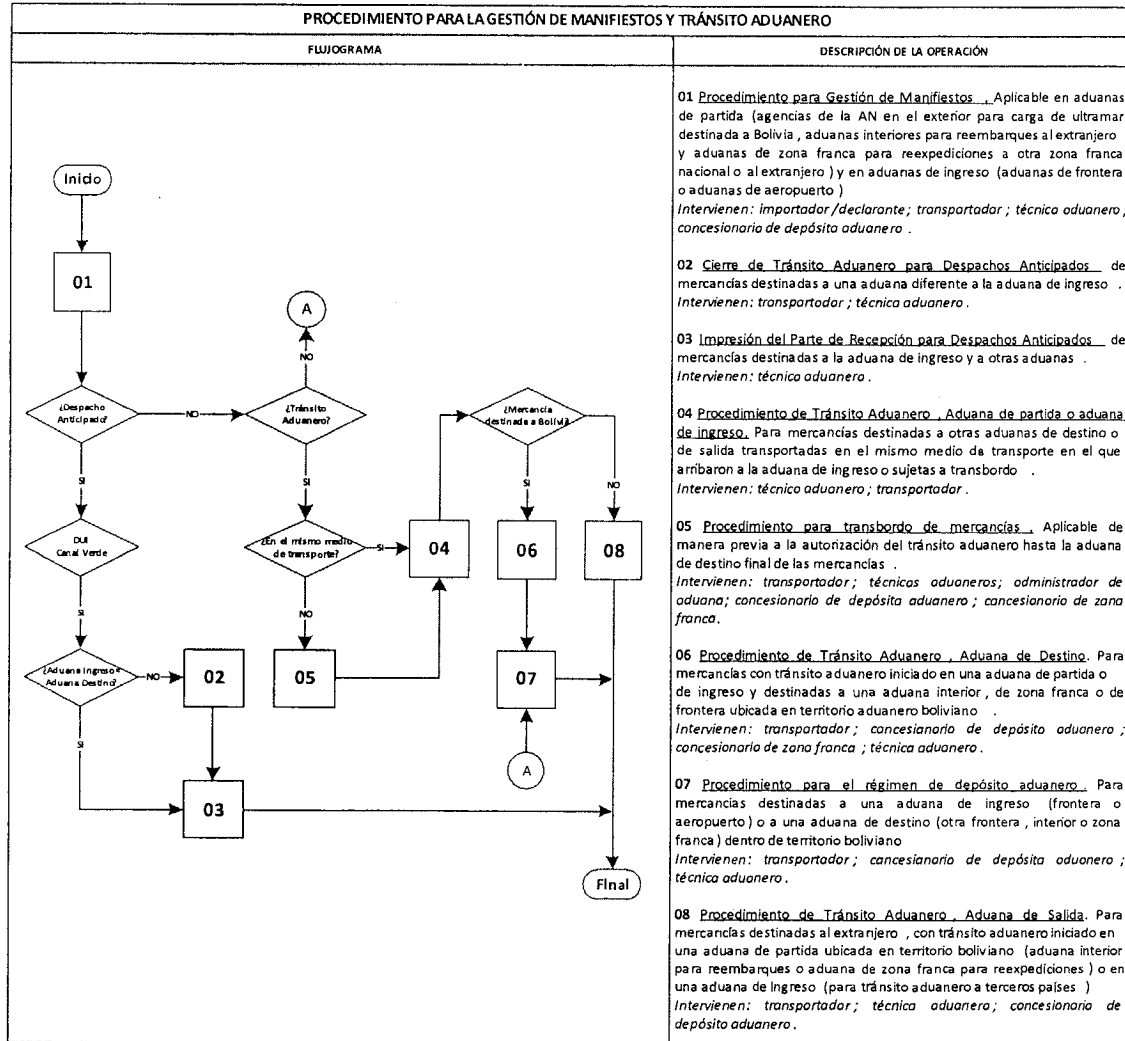 PROCEDIMIENTO PARA LA GESTIÓN DE MANIFIESTOS Y TRÁNSITO ADUANERO
FLUJOGRAMA
DESCRIPCIÓN DE LA OPERACIÓN
Inicio
01
A
NO
¿Despacho
Anticipado?
NO
¿Tránsito
Aduanero?
¿Mercancía
destinada a Bolivia?
SI
SI
SI
NO
DUI
Canal Verde
¿En el mismo medio
de transporte?
SI
04
06
08
SI
NO
¿Aduana Ingreso=
Aduana Destino?
NO
02
05
07
SI
A
03
Final
01 Procedimiento para Gestión de Manifiestos . Aplicable en aduanas
de partida (agencias de la AN en el exterior para carga de ultramar
destinada a Bolivia , aduanas interiores para reembarques al extranjero
y aduanas de zona franca para reexpediciones a otra zona franca
nacional o al extranjero ) y en aduanas de ingreso (aduanas de frontera
o aduanas de aeropuerto )
Intervienen: importador/declarante; transportador ; técnico aduanero;
concesionario de depósito aduanero .
02 Cierre de Tránsito Aduanero para Despachos Anticipados de
mercancías destinadas a una aduana diferente a la aduana de ingreso .
Intervienen: transportador ; técnico aduanero .
03 Impresión del Parte de Recepción para Despachos Anticipados de
mercancías destinadas a la aduana de ingreso y a otras aduanas .
Intervienen: técnico aduanero .
04 Procedimiento de Tránsito Aduanero , Aduana de partida o aduana
de ingreso. Para mercancías destinadas a otras aduanas de destino o
de salida transportadas en el mismo medio de transporte en el que
arribaron a la aduana de ingreso o sujetas a transbordo .
Intervienen: técnico aduanero ; transportador .
05 Procedimiento para transbordo de mercancías . Aplicable de
manera previa a la autorización del tránsito aduanero hasta la aduana
de destino final de las mercancías .
Intervienen: transportador; técnicos aduaneros; administrador de
aduana; concesionario de depósito aduanero ; concesionario de zona
franca.
06 Procedimiento de Tránsito Aduanero , Aduana de Destino. Para
mercancías con tránsito aduanero iniciado en una aduana de partida o
de ingreso y destinadas a una aduana interior , de zona franca o de
frontera ubicada en territorio aduanero boliviano .
Intervienen: transportador ; concesionario de depósito aduanero ;
concesionario de zona franca ; técnico aduanero .
07 Procedimiento para el régimen de depósito aduanero . Para
mercancías destinadas a una aduana de ingreso (frontera o
aeropuerto ) o a una aduana de destino (otra frontera , interior o zona
franca ) dentro de territorio boliviano
Intervienen: transportador ; concesionario de depósito aduanero ;
técnico aduanero .
08 Procedimiento de Tránsito Aduanero , Aduana de Salida. Para
mercancías destinadas al extranjero , con tránsito aduanero iniciado en
una aduana de partida ubicada en territorio boliviano (aduana interior
para reembarques o aduana de zona franca para reexpediciones ) o en
una aduana de Ingreso (para tránsito aduanero a terceros países )
Intervienen: transportador; técnico aduanero; concesionario de
depósito aduanero .